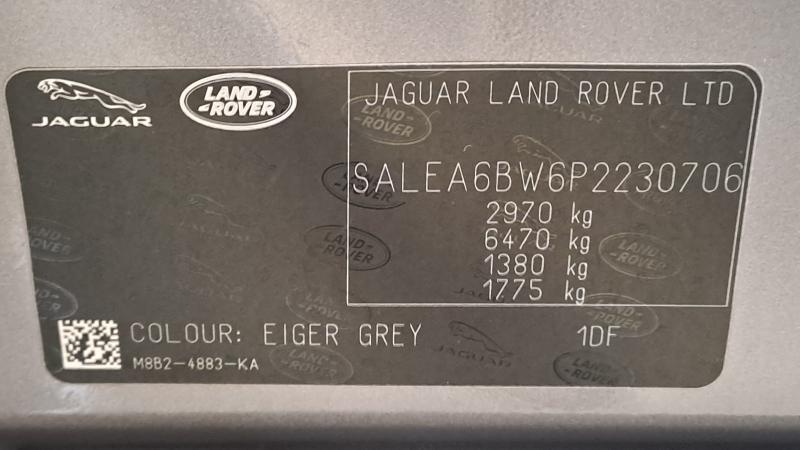 JAGUAR
LAND-
ROVER
JAGUAR LAND ROVER LTD
SALEA6BW6P2230706
2970 kg
6470 kg
1380 kg
1775 kg
COLOUR: EIGER GREY 1DF
M8B2-4883-KA